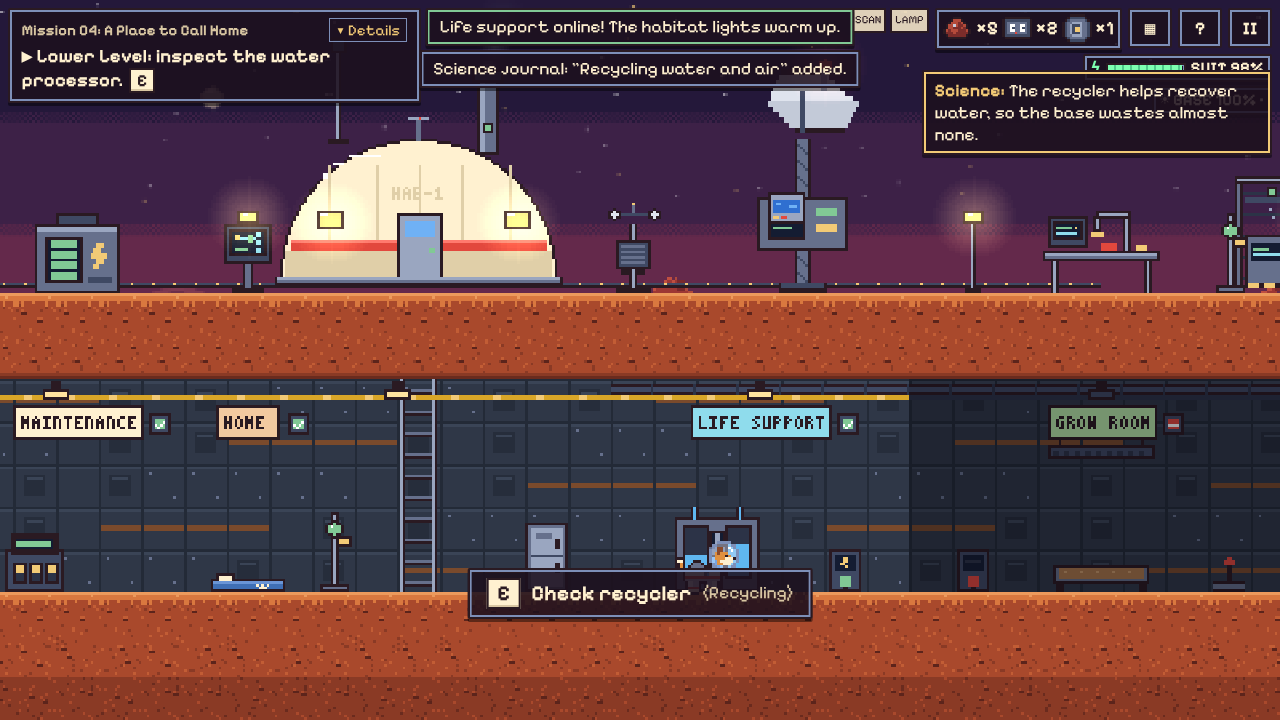 Mission 04: A Place to Call Home
▾ Details
▶ Lower Level: inspect the water
processor. E
Life support online! The habitat lights warm up.
Science Journal: "Recycling water and air" added.
SCAN
LAMP
×9
×2
×1
?
II
SUIT 98%
BASE 100%
Science: The recycler helps recover
water, so the base wastes almost
none.
HAB-1
MAINTENANCE
HOME
LIFE SUPPORT
GROW ROOM
E Check recycler (Recycling)